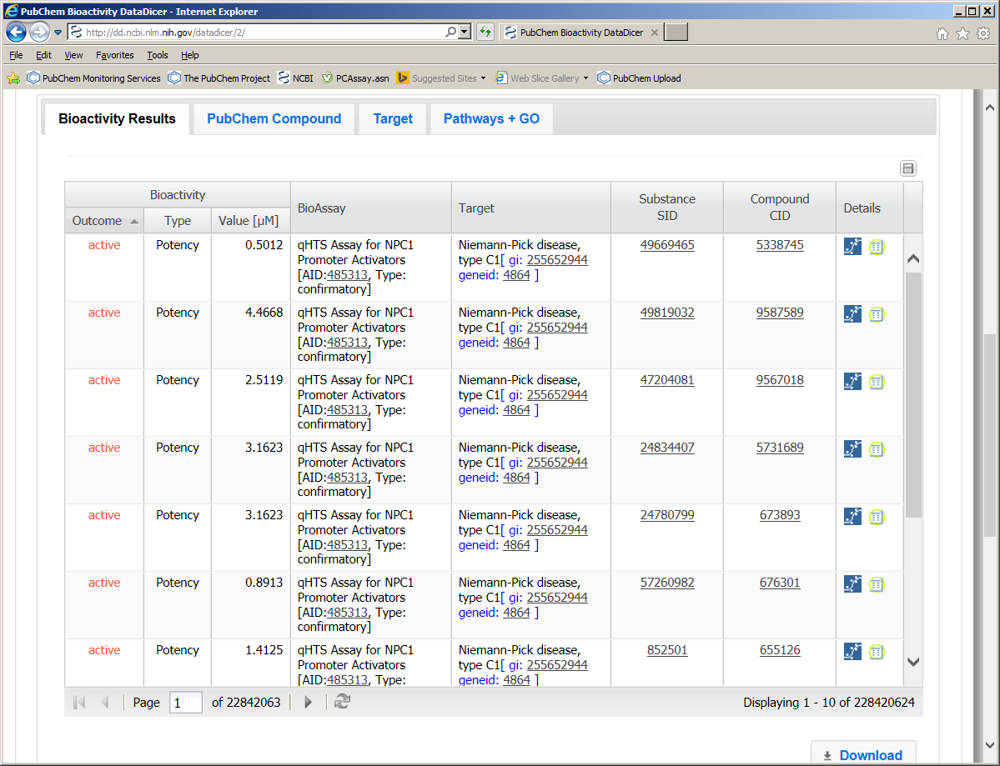 PubChem Bioactivity DataDicer - Internet Explorer
http://dd.ncbi.nlm.nih.gov/datadicer/2/
PubChem Bioactivity DataDicer
File Edit View Favorites Tools Help
PubChem Monitoring Services The PubChem Project NCBI PCAssay.asn Suggested Sites Web Slice Gallery PubChem Upload
Bioactivity Results PubChem Compound Target Pathways + GO
Bioactivity
Outcome Type Value [µM] BioAssay Target Substance SID Compound CID Details
active Potency 0.5012 qHTS Assay for NPC1 Niemann-Pick disease, 49669465 5338745
Promoter Activators type C1[ gi: 255652944
[AID:485313, Type: geneid: 4864 ]
confirmatory]
active Potency 4.4668 qHTS Assay for NPC1 Niemann-Pick disease, 49819032 9587589
Promoter Activators type C1[ gi: 255652944
[AID:485313, Type: geneid: 4864 ]
confirmatory]
active Potency 2.5119 qHTS Assay for NPC1 Niemann-Pick disease, 47204081 9567018
Promoter Activators type C1[ gi: 255652944
[AID:485313, Type: geneid: 4864 ]
confirmatory]
active Potency 3.1623 qHTS Assay for NPC1 Niemann-Pick disease, 24834407 5731689
Promoter Activators type C1[ gi: 255652944
[AID:485313, Type: geneid: 4864 ]
confirmatory]
active Potency 3.1623 qHTS Assay for NPC1 Niemann-Pick disease, 24780799 673893
Promoter Activators type C1[ gi: 255652944
[AID:485313, Type: geneid: 4864 ]
confirmatory]
active Potency 0.8913 qHTS Assay for NPC1 Niemann-Pick disease, 57260982 676301
Promoter Activators type C1[ gi: 255652944
[AID:485313, Type: geneid: 4864 ]
confirmatory]
active Potency 1.4125 qHTS Assay for NPC1 Niemann-Pick disease, 852501 655126
Promoter Activators type C1[ gi: 255652944
[AID:485313, Type: geneid: 4864 ]
Page 1 of 22842063 Displaying 1 - 10 of 228420624
Download